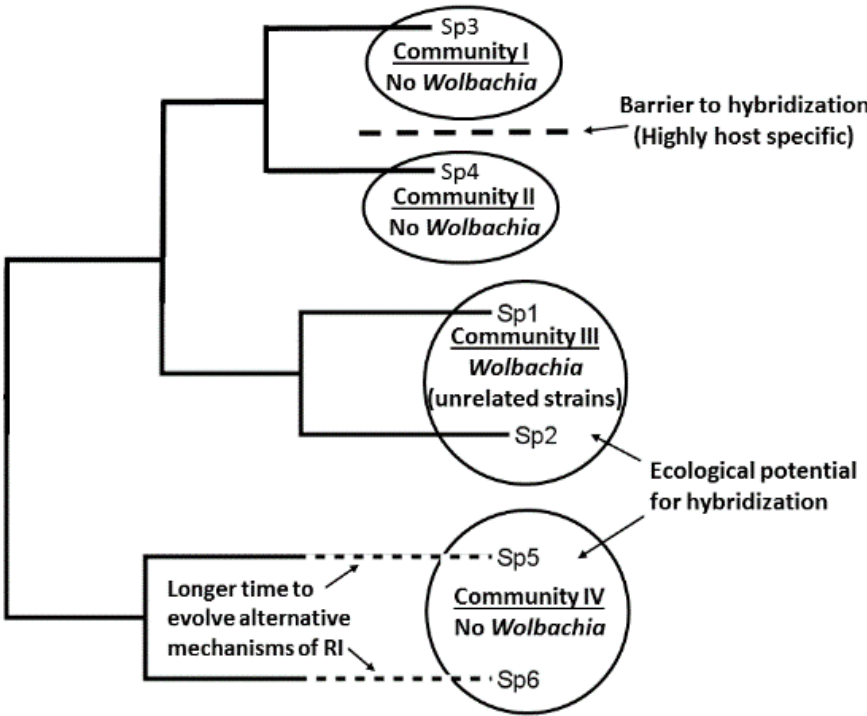 Sp3
Community I
No Wolbachia
Barrier to hybridization
(Highly host specific)
Sp4
Community II
No Wolbachia
Sp1
Community III
Wolbachia
(unrelated strains)
Sp2
Ecological potential
for hybridization
Sp5
Longer time to
evolve alternative
mechanisms of RI
Community IV
No Wolbachia
Sp6